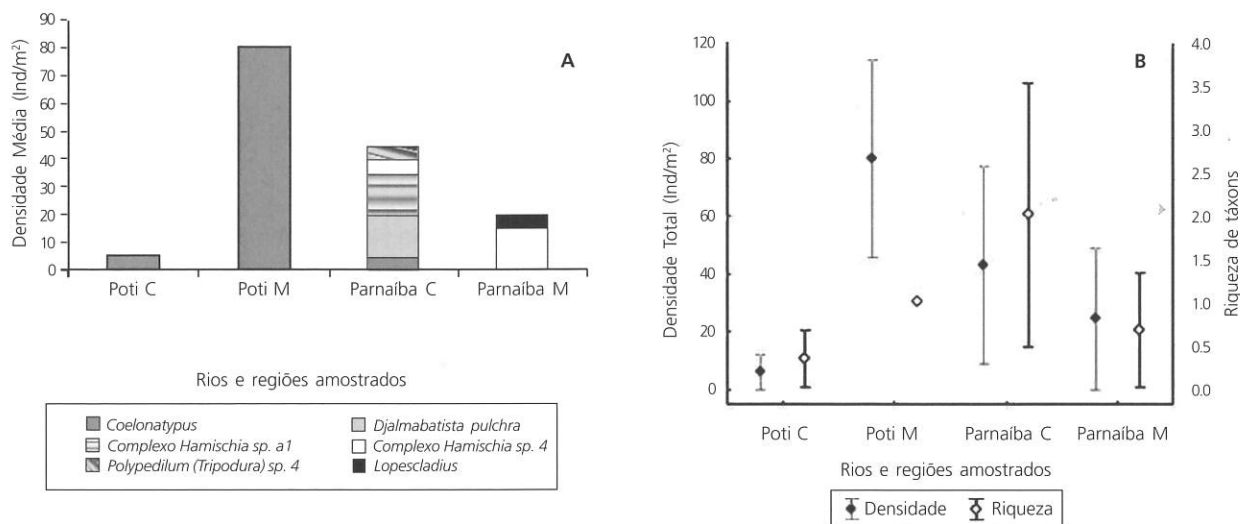 Densidade Média (Ind/m²)
90
80
70
60
50
40
30
20
10
0
A
Poti C
Poti M
Parnaíba C
Parnaíba M
Rios e regiões amostrados
Coelonatypus
Djalmabatista pulchra
Complexo Hamischia sp. a1
Complexo Hamischia sp. 4
Polypedilum (Tripodura) sp. 4
Lopescladius
Densidade Total (Ind/m²)
120
100
80
60
40
20
0
B
4.0
3.5
3.0
2.5
2.0
1.5
1.0
0.5
0.0
Riqueza de táxons
Poti C
Poti M
Parnaíba C
Parnaíba M
Rios e regiões amostrados
Densidade
Riqueza